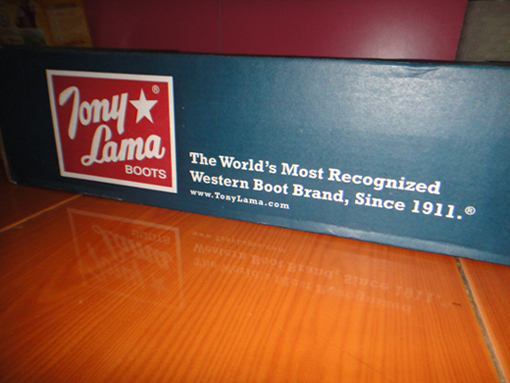 Tony
Lama
®
BOOTS
The World's Most Recognized
Western Boot Brand, Since 1911.®
www.TonyLama.com